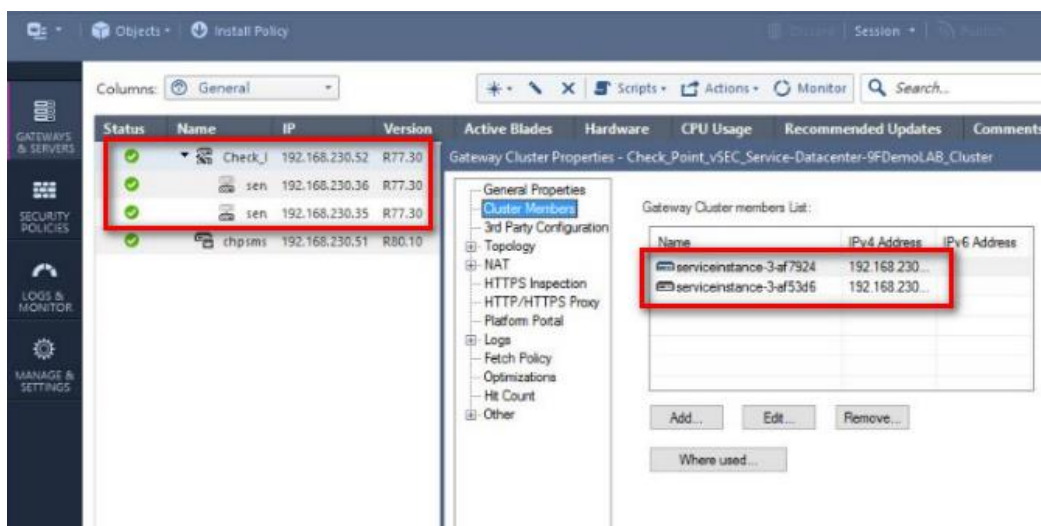 Objects
Install Policy
Discard
Session
Publish
Columns: General
Scripts
Actions
Monitor
Search...
GATEWAYS
& SERVERS
SECURITY
POLICIES
LOGS &
MONITOR
MANAGE &
SETTINGS
Status Name IP Version Active Blades Hardware CPU Usage Recommended Updates Comments
Check_ 192.168.230.52 R77.30
sen 192.168.230.36 R77.30
sen 192.168.230.35 R77.30
chpsms 192.168.230.51 R80.10
Gateway Cluster Properties - Check_Point_vSEC_Service-Datacenter-9FDemoLAB_Cluster
General Properties
Cluster Members
3rd Party Configuration
Topology
NAT
HTTPS Inspection
HTTP/HTTPS Proxy
Platform Portal
Logs
Fetch Policy
Optimizations
Hit Count
Other
Gateway Cluster members List:
Name IPv4 Address IPv6 Address
serviceinstance-3-af7924 192.168.230...
serviceinstance-3-af53d6 192.168.230...
Add... Edit... Remove...
Where used...